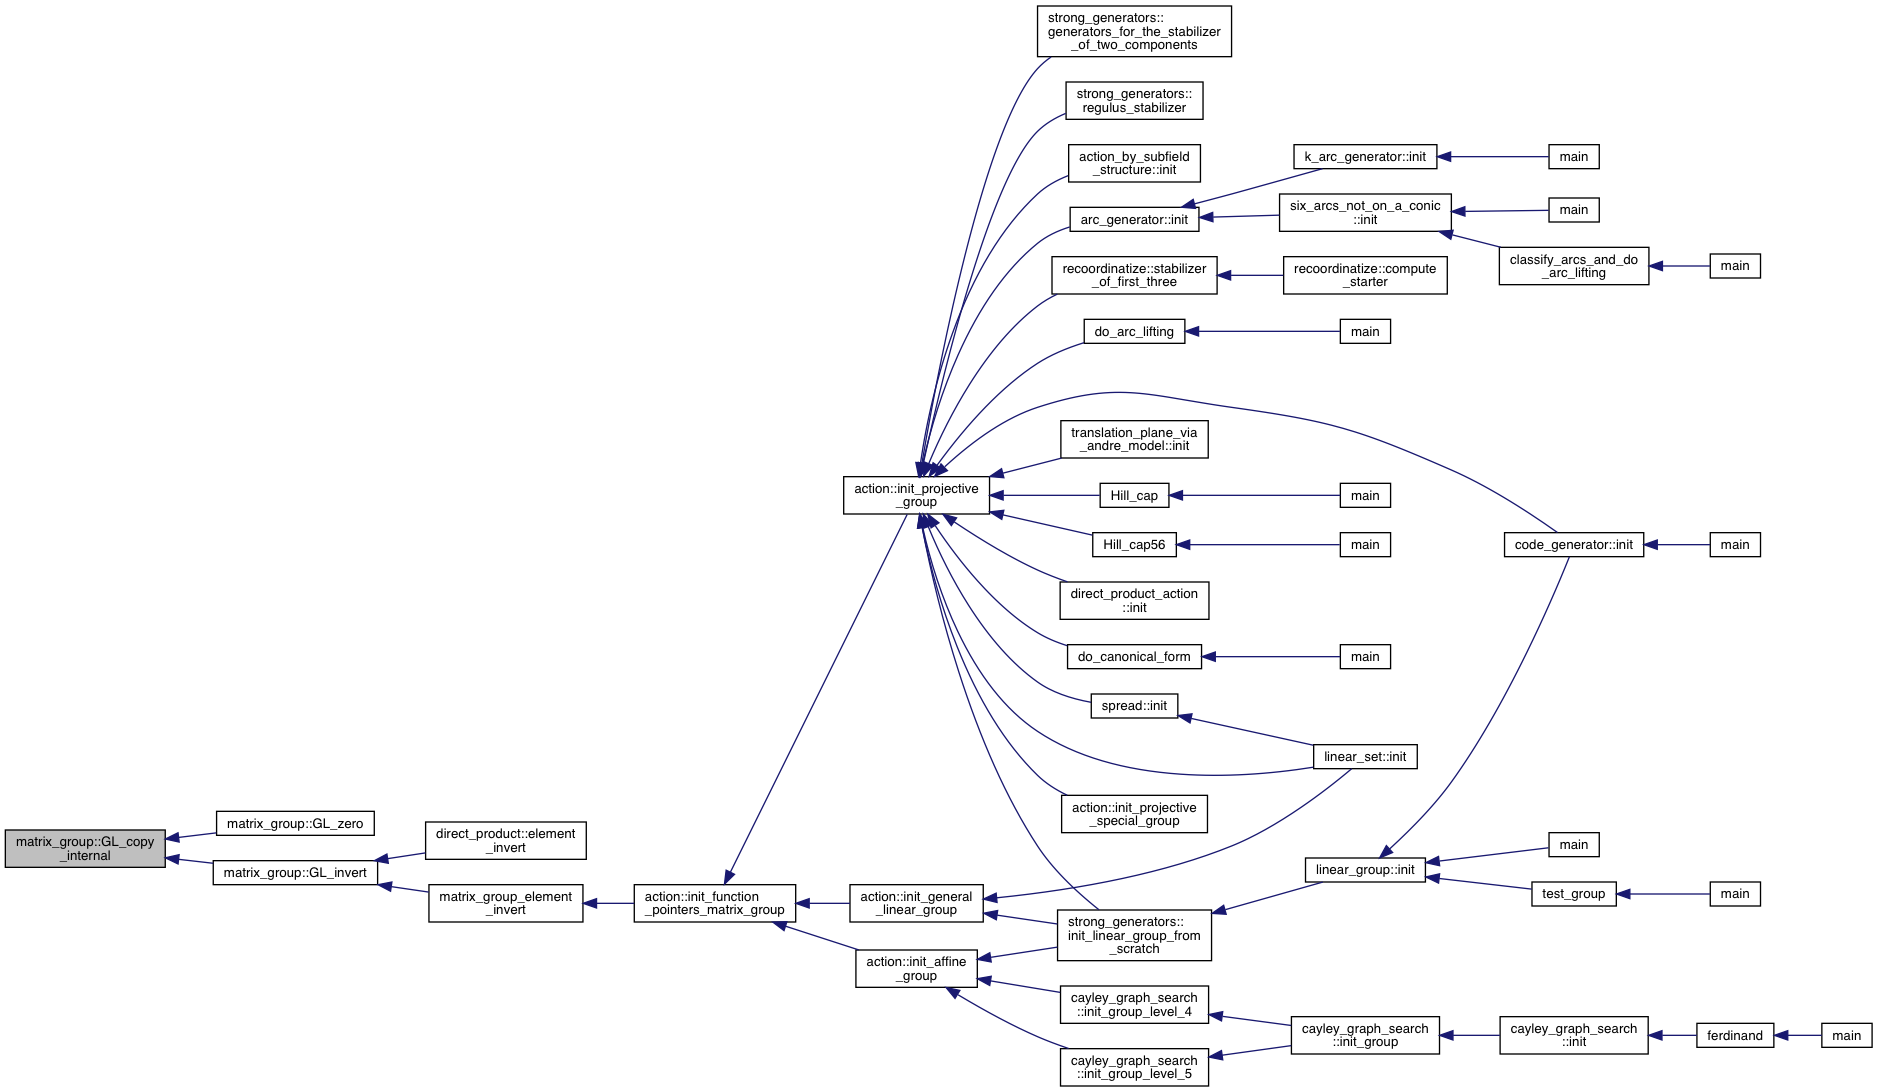 strong_generators::
generators_for_the_stabilizer
_of_two_components
strong_generators::
regulus_stabilizer
action_by_subfield
_structure::init
k_arc_generator::init
main
arc_generator::init
six_arcs_not_on_a_conic
::init
main
classify_arcs_and_do
_arc_lifting
main
recoordinatize::stabilizer
_of_first_three
recoordinatize::compute
_starter
do_arc_lifting
main
translation_plane_via
_andre_model::init
action::init_projective
_group
Hill_cap
main
Hill_cap56
main
code_generator::init
main
direct_product_action
::init
do_canonical_form
main
spread::init
linear_set::init
action::init_projective
_special_group
matrix_group::GL_copy
_internal
matrix_group::GL_zero
matrix_group::GL_invert
direct_product::element
_invert
matrix_group_element
_invert
action::init_function
_pointers_matrix_group
action::init_general
_linear_group
action::init_affine
_group
strong_generators::
init_linear_group_from
_scratch
linear_group::init
main
test_group
main
cayley_graph_search
::init_group_level_4
cayley_graph_search
::init_group_level_5
cayley_graph_search
::init_group
cayley_graph_search
::init
ferdinand
main